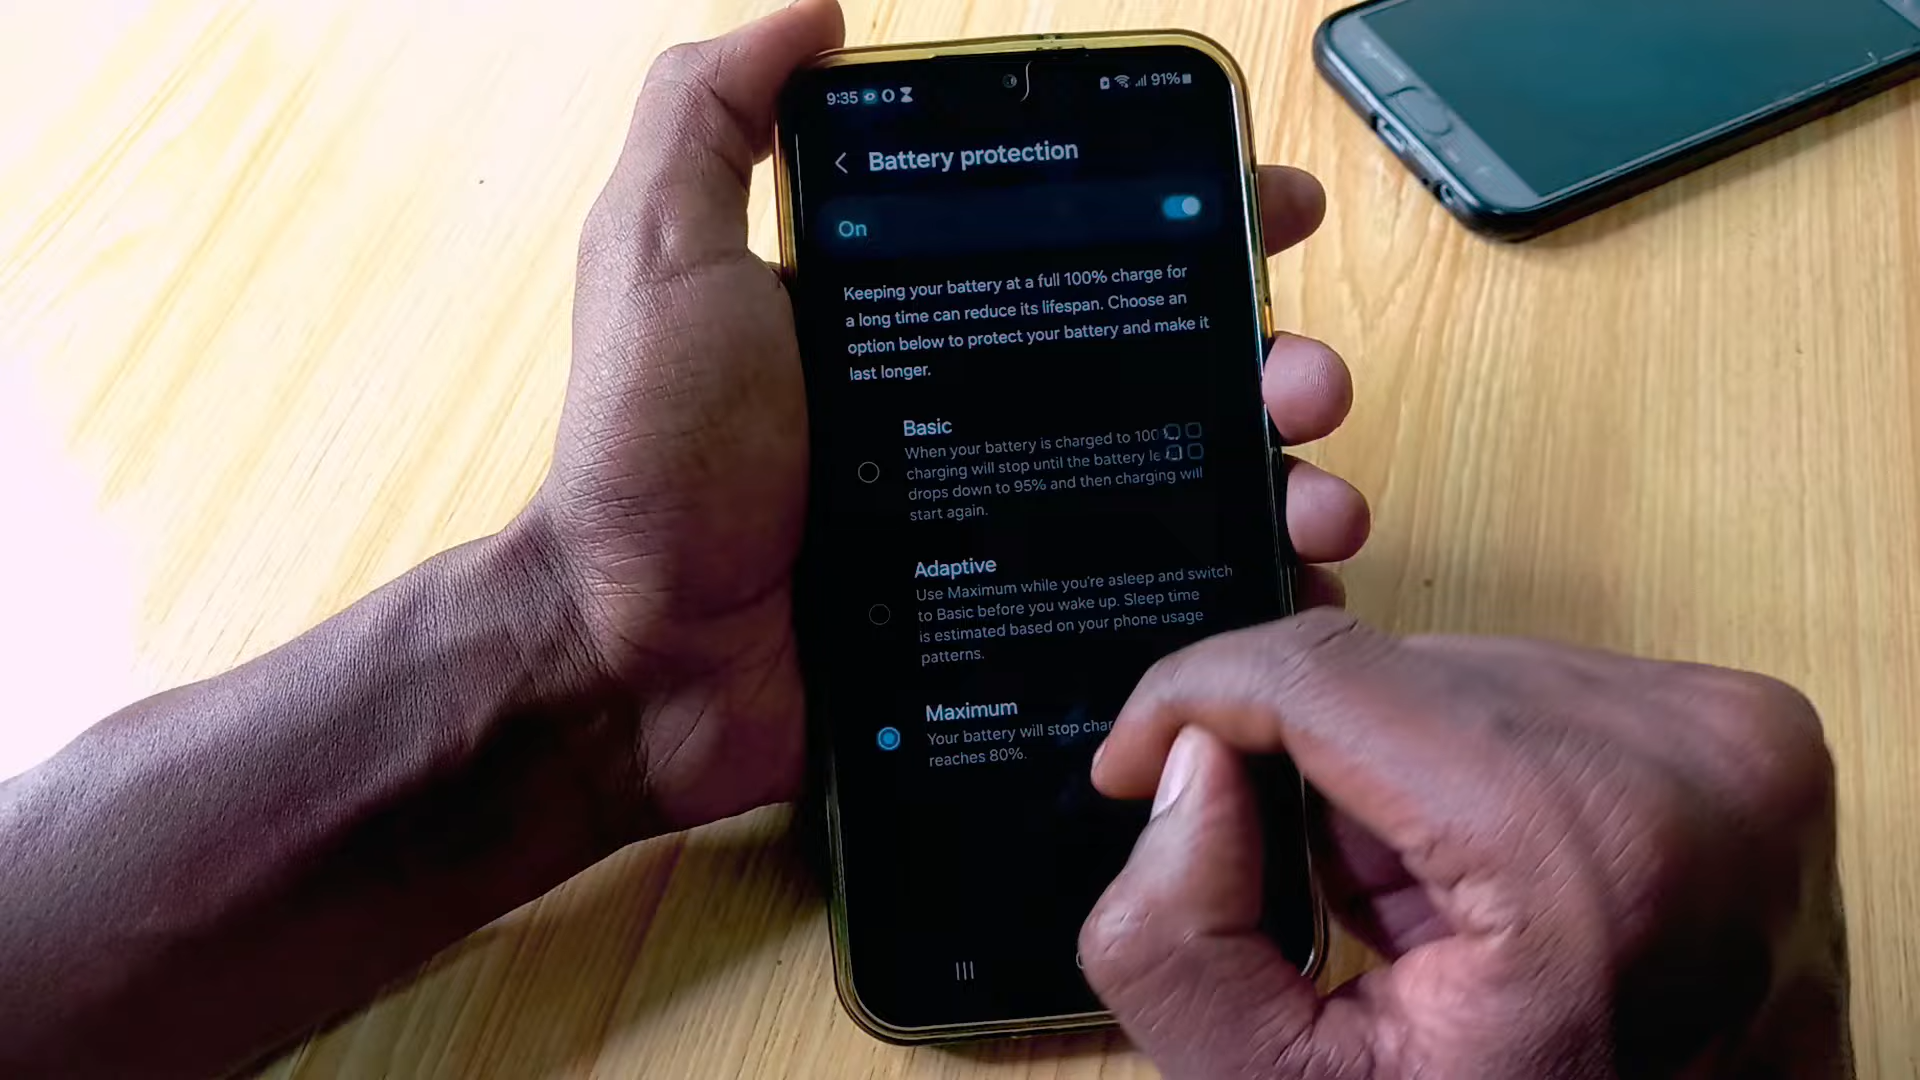 9:35
91%
Battery protection
On
Keeping your battery at a full 100% charge for
a long time can reduce its lifespan. Choose an
option below to protect your battery and make it
last longer.
Basic
When your battery is charged to 100
charging will stop until the battery le
drops down to 95% and then charging will
start again.
Adaptive
Use Maximum while you're asleep and switch
to Basic before you wake up. Sleep time
is estimated based on your phone usage
patterns.
Maximum
Your battery will stop char
reaches 80%.